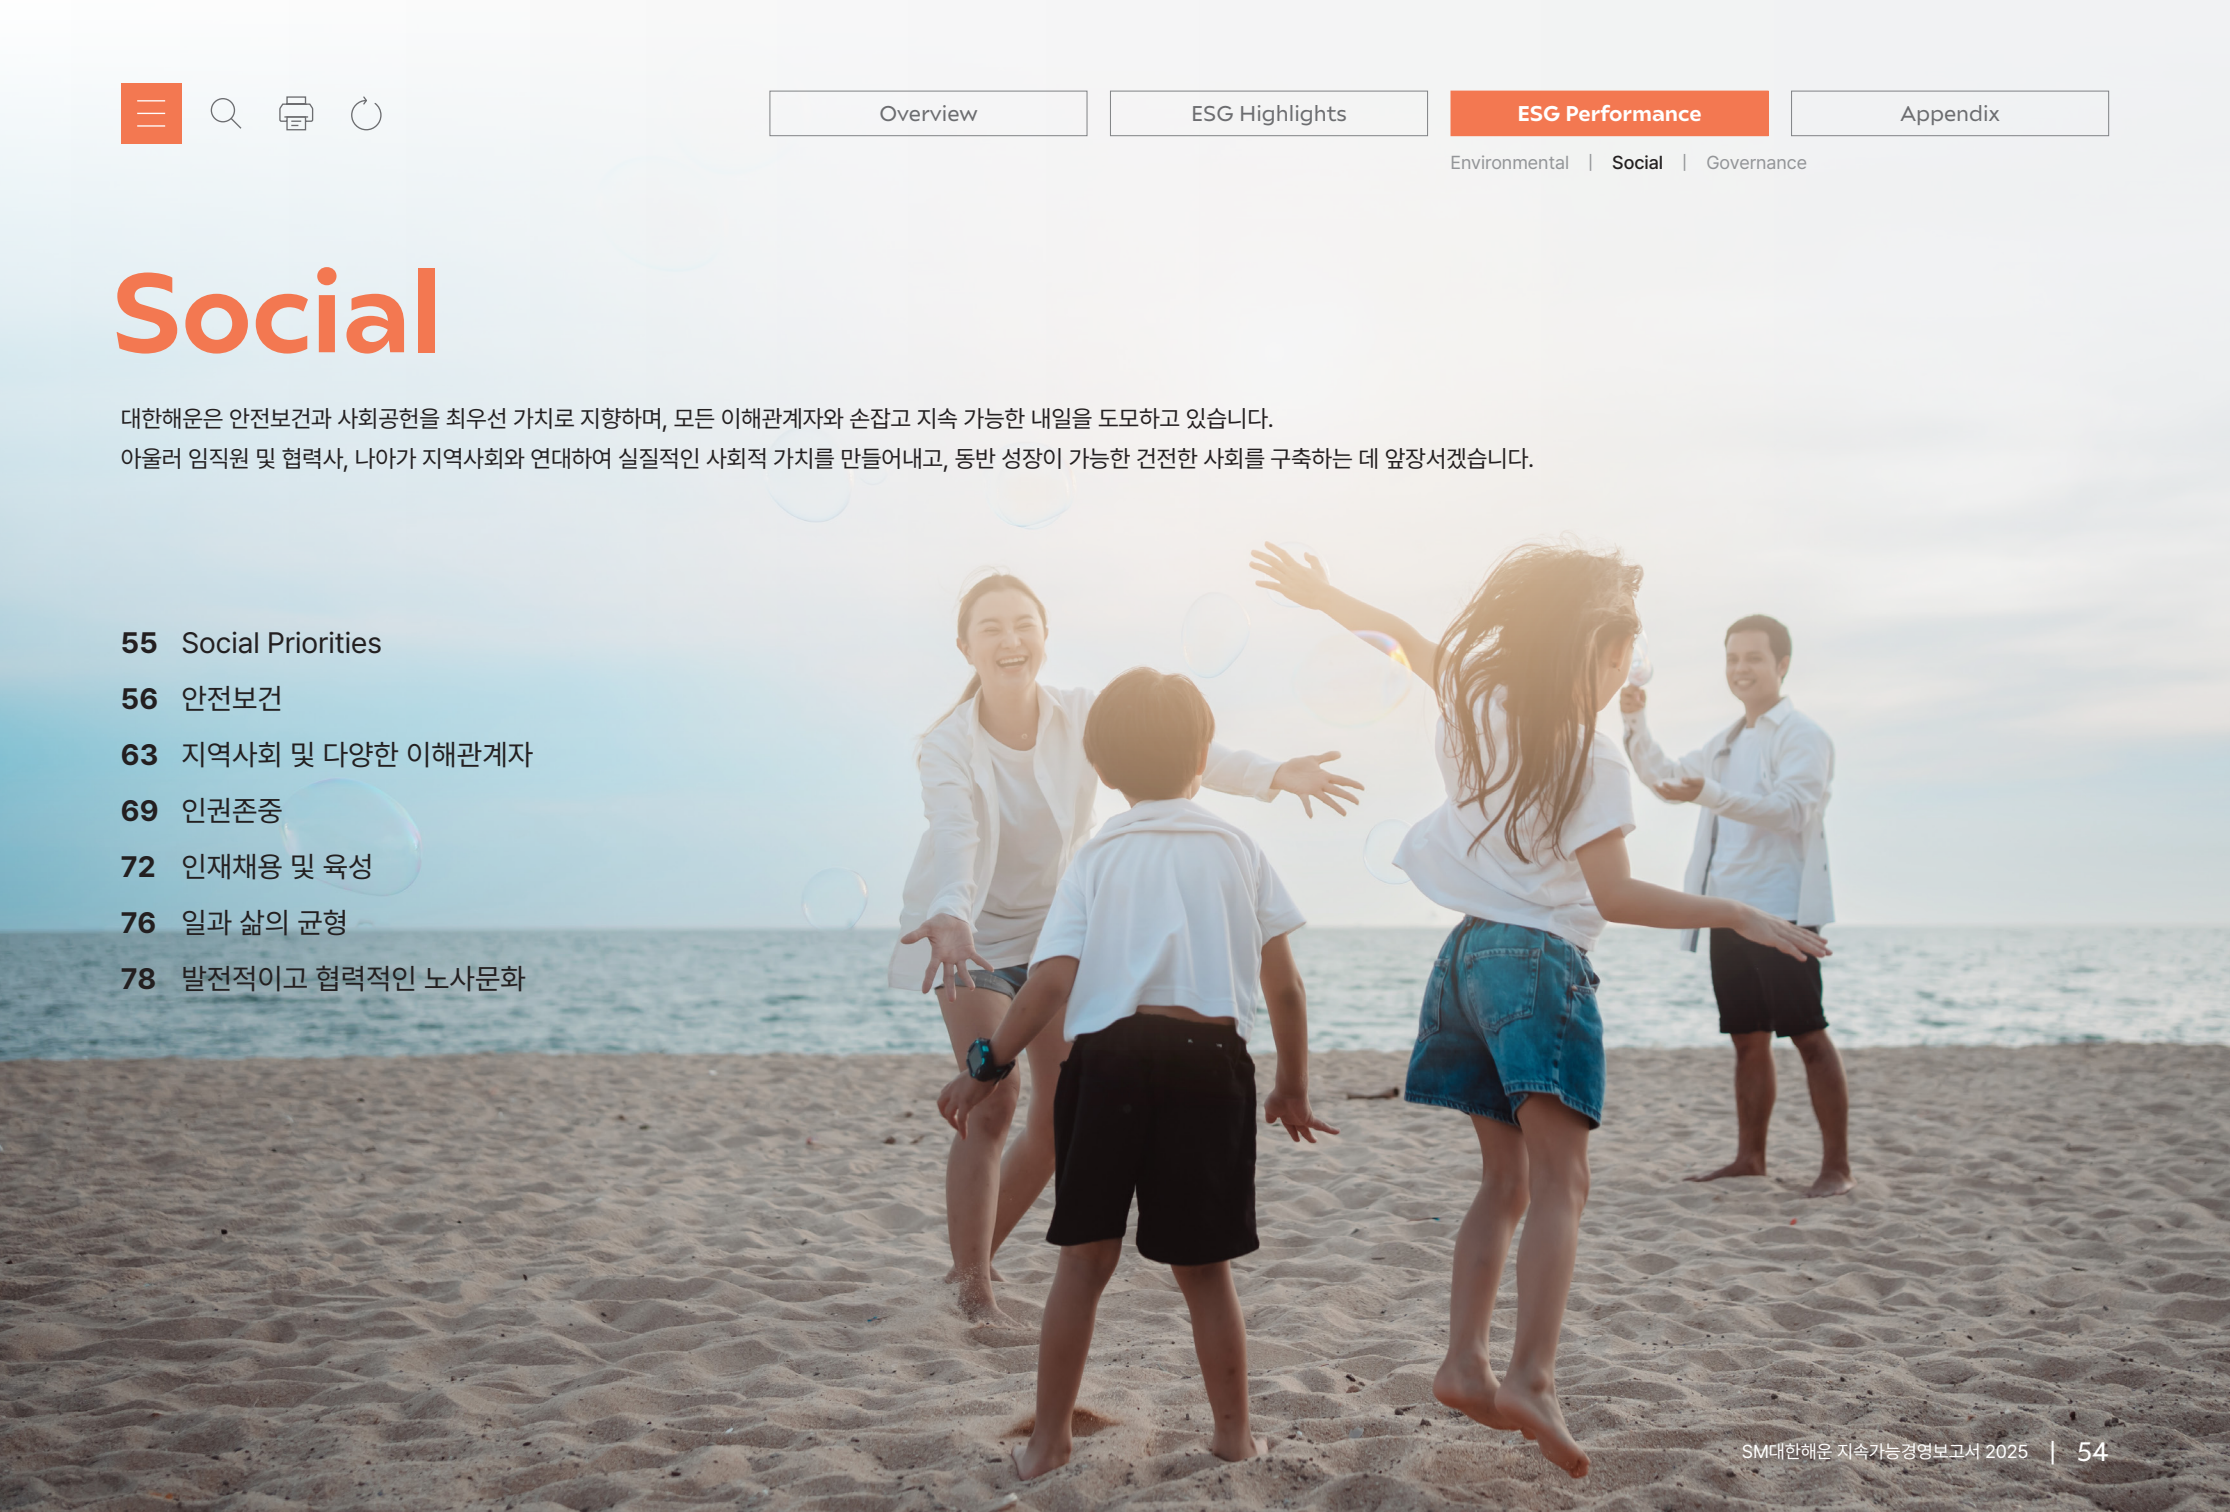 Overview
ESG Highlights
ESG Performance
Appendix
Environmental | Social | Governance
Social
대한해운은 안전보건과 사회공헌을 최우선 가치로 지향하며, 모든 이해관계자와 손잡고 지속 가능한 내일을 도모하고 있습니다.
아울러 임직원 및 협력사, 나아가 지역사회와 연대하여 실질적인 사회적 가치를 만들어내고, 동반 성장이 가능한 건전한 사회를 구축하는 데 앞장서겠습니다.
55 Social Priorities
56 안전보건
63 지역사회 및 다양한 이해관계자
69 인권존중
72 인재채용 및 육성
76 일과 삶의 균형
78 발전적이고 협력적인 노사문화
SM대한해운 지속가능경영보고서 2025 | 54